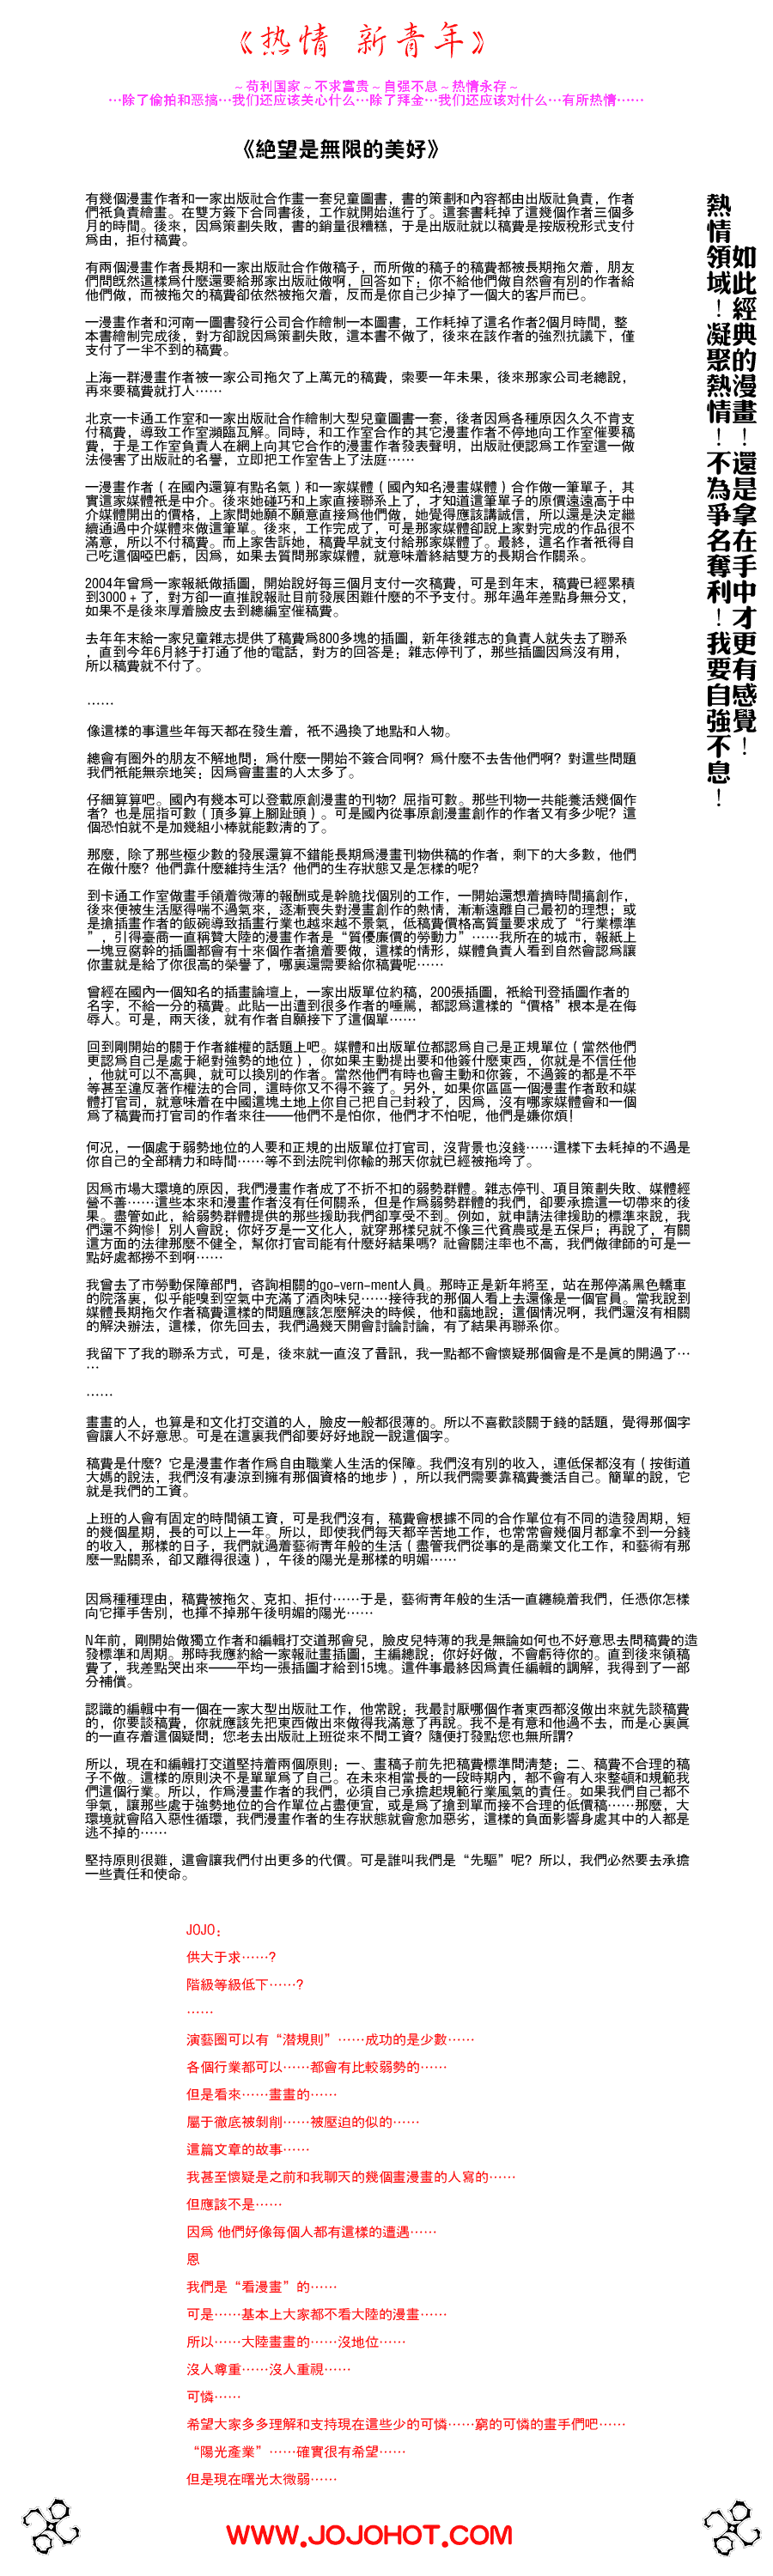 《热情 新青年》
~苟利国家~不求富贵~自强不息~热情永存~
…除了偷拍和恶搞…我们还应该关心什么…除了拜金…我们还应该对什么…有所热情……
《絕望是無限的美好》
有幾個漫畫作者和一家出版社合作畫一套兒童圖書，書的策劃和內容都由出版社負責，作者
們衹負責繪畫。在雙方簽下合同書後，工作就開始進行了。這套書耗掉了這幾個作者三個多
月的時間。後來，因爲策劃失敗，書的銷量很糟糕，于是出版社就以稿費是按版稅形式支付
爲由，拒付稿費。
有兩個漫畫作者長期和一家出版社合作做稿子，而所做的稿子的稿費都被長期拖欠着，朋友
們問既然這樣爲什麼還要給那家出版社做啊，回答如下：你不給他們做自然會有別的作者給
他們做，而被拖欠的稿費卻依然被拖欠着，反而是你自己少掉了一個大的客戶而已。
一漫畫作者和河南一圖書發行公司合作繪制一本圖書，工作耗掉了這名作者2個月時間，整
本書繪制完成後，對方卻說因爲策劃失敗，這本書不做了，後來在該作者的強烈抗議下，僅
支付了一半不到的稿費。
上海一群漫畫作者被一家公司拖欠了上萬元的稿費，索要一年未果，後來那家公司老總說，
再來要稿費就打人……
北京一卡通工作室和一家出版社合作繪制大型兒童圖書一套，後者因爲各種原因久久不肯支
付稿費，導致工作室瀕臨瓦解。同時，和工作室合作的其它漫畫作者不停地向工作室催要稿
費，于是工作室負責人在網上向其它合作的漫畫作者發表聲明，出版社便認爲工作室這一做
法侵害了出版社的名譽，立即把工作室告上了法庭……
一漫畫作者（在國內還算有點名氣）和一家媒體（國內知名漫畫媒體）合作做一筆單子，其
實這家媒體衹是中介。後來她碰巧和上家直接聯系上了，才知道這筆單子的原價遠遠高于中
介媒體開出的價格，上家問她願不願意直接爲他們做，她覺得應該講誠信，所以還是決定繼
續通過中介媒體來做這筆單。後來，工作完成了，可是那家媒體卻說上家對完成的作品很不
滿意，所以不付稿費。而上家告訴她，稿費早就支付給那家媒體了。最終，這名作者衹得自
己吃這個啞巴虧，因爲，如果去質問那家媒體，就意味着終結雙方的長期合作關系。
2004年曾爲一家報紙做插圖，開始說好每三個月支付一次稿費，可是到年末，稿費已經累積
到3000＋了，對方卻一直推說報社目前發展困難什麼的不予支付。那年過年差點身無分文，
如果不是後來厚着臉皮去到總編室催稿費。
去年年末給一家兒童雜志提供了稿費爲800多塊的插圖，新年後雜志的負責人就失去了聯系
，直到今年6月終于打通了他的電話，對方的回答是：雜志停刊了，那些插圖因爲沒有用，
所以稿費就不付了。
……
像這樣的事這些年每天都在發生着，衹不過換了地點和人物。
總會有圈外的朋友不解地問：爲什麼一開始不簽合同啊？爲什麼不去告他們啊？對這些問題
我們衹能無奈地笑：因爲會畫畫的人太多了。
仔細算算吧。國內有幾本可以登載原創漫畫的刊物？屈指可數。那些刊物一共能養活幾個作
者？也是屈指可數（頂多算上腳趾頭）。可是國內從事原創漫畫創作的作者又有多少呢？這
個恐怕就不是加幾組小棒就能數清的了。
那麼，除了那些極少數的發展還算不錯能長期爲漫畫刊物供稿的作者，剩下的大多數，他們
在做什麼？他們靠什麼維持生活？他們的生存狀態又是怎樣的呢？
到卡通工作室做畫手領着微薄的報酬或是幹脆找個別的工作，一開始還想着擠時間搞創作，
後來便被生活壓得喘不過氣來，逐漸喪失對漫畫創作的熱情，漸漸遠離自己最初的理想；或
是搶插畫作者的飯碗導致插畫行業也越來越不景氣，低稿費價格高質量要求成了“行業標準
”，引得臺商一直稱贊大陸的漫畫作者是“質優廉價的勞動力”……我所在的城市，報紙上
一塊豆腐幹的插圖都會有十來個作者搶着要做，這樣的情形，媒體負責人看到自然會認爲讓
你畫就是給了你很高的榮譽了，哪裏還需要給你稿費呢……
曾經在國內一個知名的插畫論壇上，一家出版單位約稿，200張插圖，衹給刊登插圖作者的
名字，不給一分的稿費。此貼一出遭到很多作者的唾罵，都認爲這樣的“價格”根本是在侮
辱人。可是，兩天後，就有作者自願接下了這個單……
回到剛開始的關于作者維權的話題上吧。媒體和出版單位都認爲自己是正規單位（當然他們
更認爲自己是處于絕對強勢的地位），你如果主動提出要和他簽什麼東西，你就是不信任他
，他就可以不高興，就可以換別的作者。當然他們有時也會主動和你簽，不過簽的都是不平
等甚至違反著作權法的合同，這時你又不得不簽了。另外，如果你區區一個漫畫作者敢和媒
體打官司，就意味着在中國這塊土地上你自己把自己封殺了，因爲，沒有哪家媒體會和一個
爲了稿費而打官司的作者來往——他們不是怕你，他們才不怕呢，他們是嫌你煩！
何况，一個處于弱勢地位的人要和正規的出版單位打官司，沒背景也沒錢……這樣下去耗掉的不過是
你自己的全部精力和時間……等不到法院判你輸的那天你就已經被拖垮了。
因爲市場大環境的原因，我們漫畫作者成了不折不扣的弱勢群體。雜志停刊、項目策劃失敗、媒體經
營不善……這些本來和漫畫作者沒有任何關系，但是作爲弱勢群體的我們，卻要承擔這一切帶來的後
果。盡管如此，給弱勢群體提供的那些援助我們卻享受不到。例如，就申請法律援助的標準來說，我
們還不夠慘！別人會說；你好歹是一文化人，就穿那樣兒就不像三代貧農或是五保戶；再說了，有關
這方面的法律那麼不健全，幫你打官司能有什麼好結果嗎？社會關注率也不高，我們做律師的可是一
點好處都撈不到啊……
我曾去了市勞動保障部門，咨詢相關的go-vern-ment人員。那時正是新年將至，站在那停滿黑色轎車
的院落裏，似乎能嗅到空氣中充滿了酒肉味兒……接待我的那個人看上去還像是一個官員。當我說到
媒體長期拖欠作者稿費這樣的問題應該怎麼解決的時候，他和藹地說；這個情況啊，我們還沒有相關
的解決辦法，這樣，你先回去，我們過幾天開會討論討論，有了結果再聯系你。
我留下了我的聯系方式，可是，後來就一直沒了音訊，我一點都不會懷疑那個會是不是真的開過了…
…
……
畫畫的人，也算是和文化打交道的人，臉皮一般都很薄的。所以不喜歡談關于錢的話題，覺得那個字
會讓人不好意思。可是在這裏我們卻要好好地說一說這個字。
稿費是什麼？它是漫畫作者作爲自由職業人生活的保障。我們沒有別的收入，連低保都沒有（按街道
大媽的說法，我們沒有凄涼到擁有那個資格的地步），所以我們需要靠稿費養活自己。簡單的說，它
就是我們的工資。
上班的人會有固定的時間領工資，可是我們沒有，稿費會根據不同的合作單位有不同的造發周期，短
的幾個星期，長的可以上一年。所以，即使我們每天都辛苦地工作，也常常會幾個月都拿不到一分錢
的收入，那樣的日子，我們就過着藝術青年般的生活（盡管我們從事的是商業文化工作，和藝術有那
麼一點關系，卻又離得很遠），午後的陽光是那樣的明媚……
因爲種種理由，稿費被拖欠、克扣、拒付……于是，藝術青年般的生活一直纏繞着我們，任憑你怎樣
向它揮手告別，也揮不掉那午後明媚的陽光……
N年前，剛開始做獨立作者和編輯打交道那會兒，臉皮兒特薄的我是無論如何也不好意思去問稿費的造
發標準和周期。那時我應約給一家報社畫插圖，主編總說：你好好做，不會虧待你的。直到後來領稿
費了，我差點哭出來——平均一張插圖才給到15塊。這件事最終因爲責任編輯的調解，我得到了一部
分補償。
認識的編輯中有一個在一家大型出版社工作，他常說：我最討厭哪個作者東西都沒做出來就先談稿費
的，你要談稿費，你就應該先把東西做出來做得我滿意了再說。我不是有意和他過不去，而是心裏真
的一直存着這個疑問：您老去出版社上班從來不問工資？隨便打發點您也無所謂？
所以，現在和編輯打交道堅持着兩個原則：一、畫稿子前先把稿費標準問清楚；二、稿費不合理的稿
子不做。這樣的原則決不是單單爲了自己。在未來相當長的一段時期內，都不會有人來整頓和規範我
們這個行業。所以，作爲漫畫作者的我們，必須自己承擔起規範行業風氣的責任。如果我們自己都不
爭氣，讓那些處于強勢地位的合作單位占盡便宜，或是爲了搶到單而接不合理的低價稿……那麼，大
環境就會陷入惡性循環，我們漫畫作者的生存狀態就會愈加惡劣，這樣的負面影響身處其中的人都是
逃不掉的……
堅持原則很難，這會讓我們付出更多的代價。可是誰叫我們是“先驅”呢？所以，我們必然要去承擔
一些責任和使命。
如此經典的漫畫！還是拿在手中才更有感覺！
熱情領域！凝聚熱情！不為爭名奪利！我要自強不息！
JOJO：
供大于求……？
階級等級低下……？
……
演藝圈可以有“潜規則”……成功的是少數……
各個行業都可以……都會有比較弱勢的……
但是看來……畫畫的……
屬于徹底被剝削……被壓迫的似的……
這篇文章的故事……
我甚至懷疑是之前和我聊天的幾個畫漫畫的人寫的……
但應該不是……
因爲 他們好像每個人都有這樣的遭遇……
恩
我們是“看漫畫”的……
可是……基本上大家都不看大陸的漫畫……
所以……大陸畫畫的……沒地位……
沒人尊重……沒人重視……
可憐……
希望大家多多理解和支持現在這些少的可憐……窮的可憐的畫手們吧……
“陽光產業”……確實很有希望……
但是現在曙光太微弱……
WWW.JOJOHOT.COM